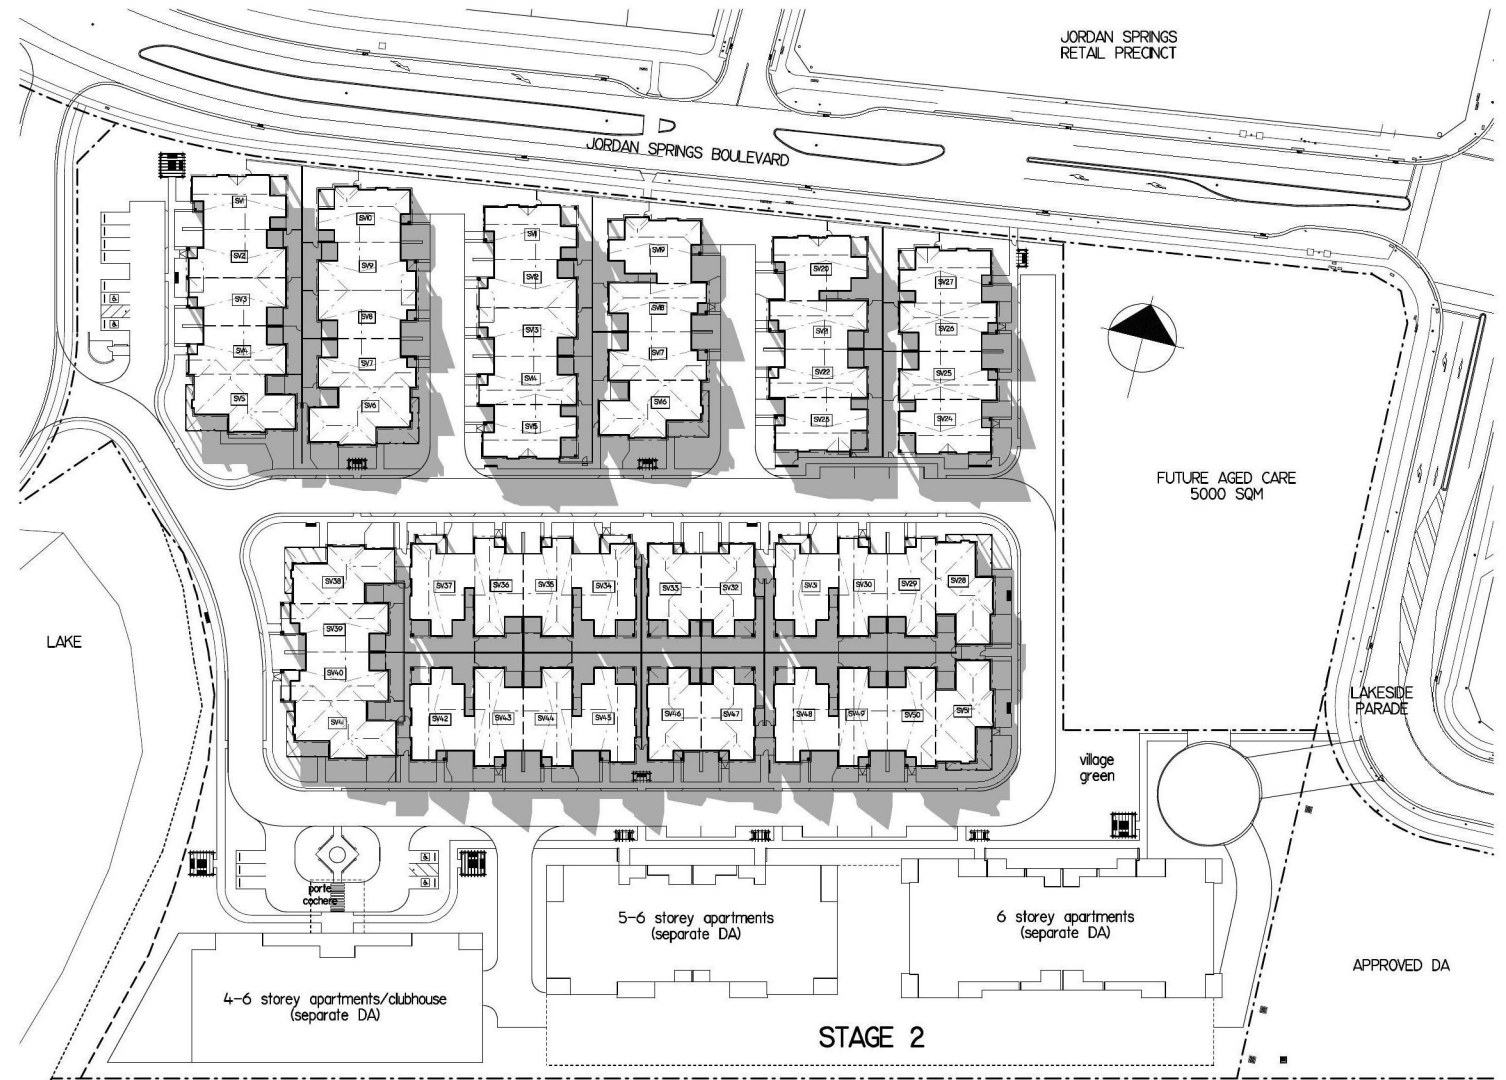 JORDAN SPRINGS
RETAIL PRECINCT
JORDAN SPRINGS BOULEVARD
SV1
SV2
SV3
SV4
SV5
SV10
SV9
SV8
SV7
SV6
SV11
SV12
SV13
SV14
SV15
SV19
SV18
SV17
SV16
SV20
SV21
SV22
SV23
SV27
SV26
SV25
SV24
FUTURE AGED CARE
5000 SQM
SV38
SV37
SV36
SV35
SV34
SV33
SV32
SV31
SV30
SV29
SV28
SV39
SV40
SV41
SV42
SV43
SV44
SV45
SV46
SV47
SV48
SV49
SV50
SV51
LAKE
LAKESIDE
PARADE
village
green
porte
cochere
5-6 storey apartments
(separate DA)
6 storey apartments
(separate DA)
4-6 storey apartments/clubhouse
(separate DA)
APPROVED DA
STAGE 2